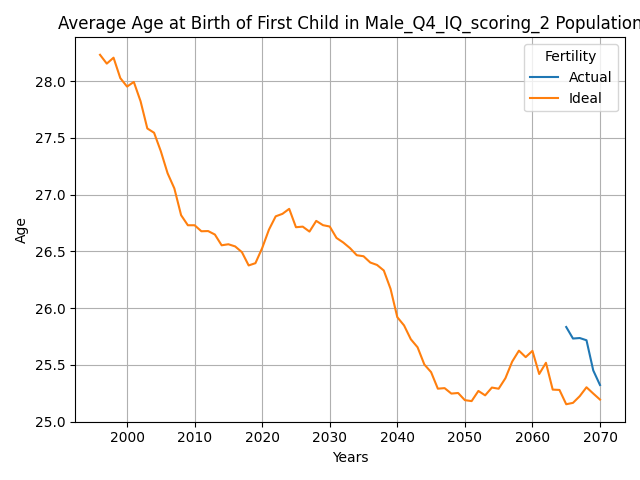 Average Age at Birth of First Child in Male_Q4_IQ_scoring_2 Population
Fertility
Actual
Ideal
28.0
27.5
27.0
26.5
26.0
25.5
25.0
Age
2000
2010
2020
2030
2040
2050
2060
2070
Years